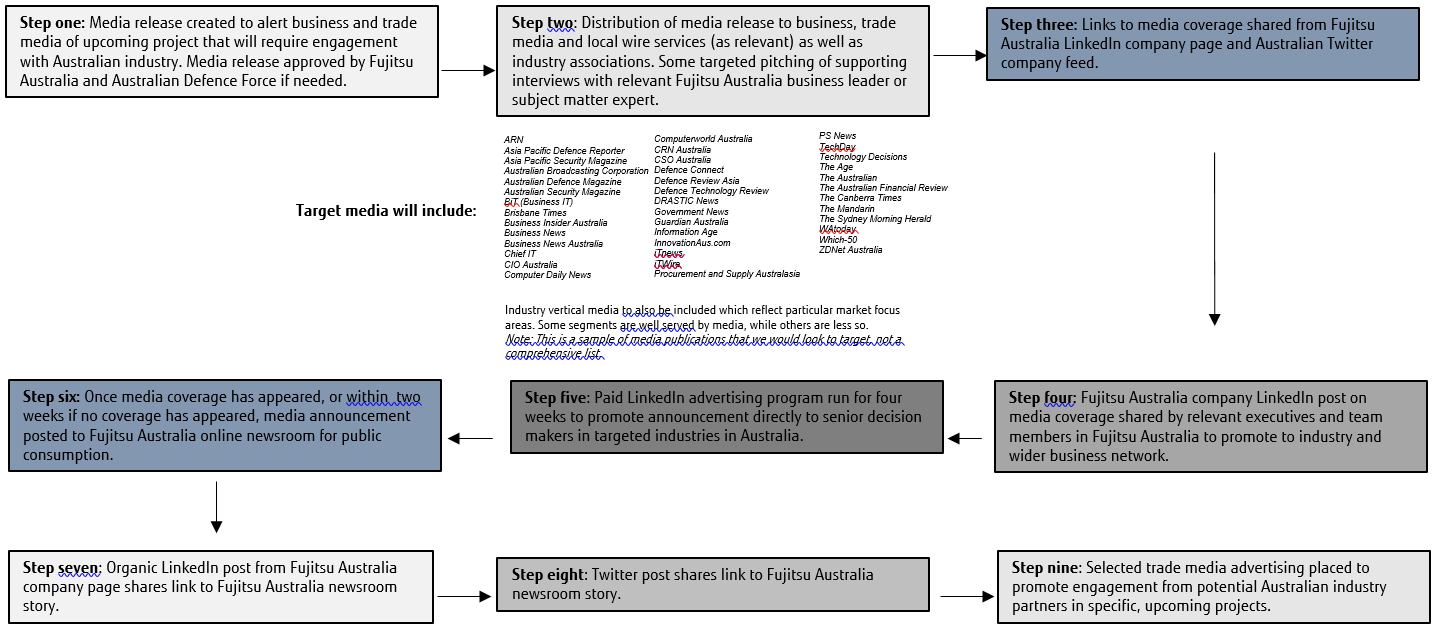 Step one: Media release created to alert business and trade
media of upcoming project that will require engagement
with Australian industry. Media release approved by Fujitsu
Australia and Australian Defence Force if needed.
Step two: Distribution of media release to business, trade
media and local wire services (as relevant) as well as
industry associations. Some targeted pitching of supporting
interviews with relevant Fujitsu Australia business leader or
subject matter expert.
Step three: Links to media coverage shared from Fujitsu
Australia LinkedIn company page and Australian Twitter
company feed.
Target media will include:
ARN
Asia Pacific Defence Reporter
Asia Pacific Security Magazine
Australian Broadcasting Corporation
Australian Defence Magazine
Australian Security Magazine
BiT (Business IT)
Brisbane Times
Business Insider Australia
Business News
Business News Australia
Chief IT
CIO Australia
Computer Daily News
Computerworld Australia
CRN Australia
CSO Australia
Defence Connect
Defence Review Asia
Defence Technology Review
DRASTIC News
Government News
Guardian Australia
Information Age
InnovationAus.com
iTnews
iTWire
Procurement and Supply Australasia
PS News
TechDay
Technology Decisions
The Age
The Australian
The Australian Financial Review
The Canberra Times
The Mandarin
The Sydney Morning Herald
WAtoday
Which-50
ZDNet Australia
Industry vertical media to also be included which reflect particular market focus
areas. Some segments are well served by media, while others are less so.
Note: This is a sample of media publications that we would look to target, not a
comprehensive list.
Step four: Fujitsu Australia company LinkedIn post on
media coverage shared by relevant executives and team
members in Fujitsu Australia to promote to industry and
wider business network.
Step five: Paid LinkedIn advertising program run for four
weeks to promote announcement directly to senior decision
makers in targeted industries in Australia.
Step six: Once media coverage has appeared, or within two
weeks if no coverage has appeared, media announcement
posted to Fujitsu Australia online newsroom for public
consumption.
Step seven: Organic LinkedIn post from Fujitsu Australia
company page shares link to Fujitsu Australia newsroom
story.
Step eight: Twitter post shares link to Fujitsu Australia
newsroom story.
Step nine: Selected trade media advertising placed to
promote engagement from potential Australian industry
partners in specific, upcoming projects.